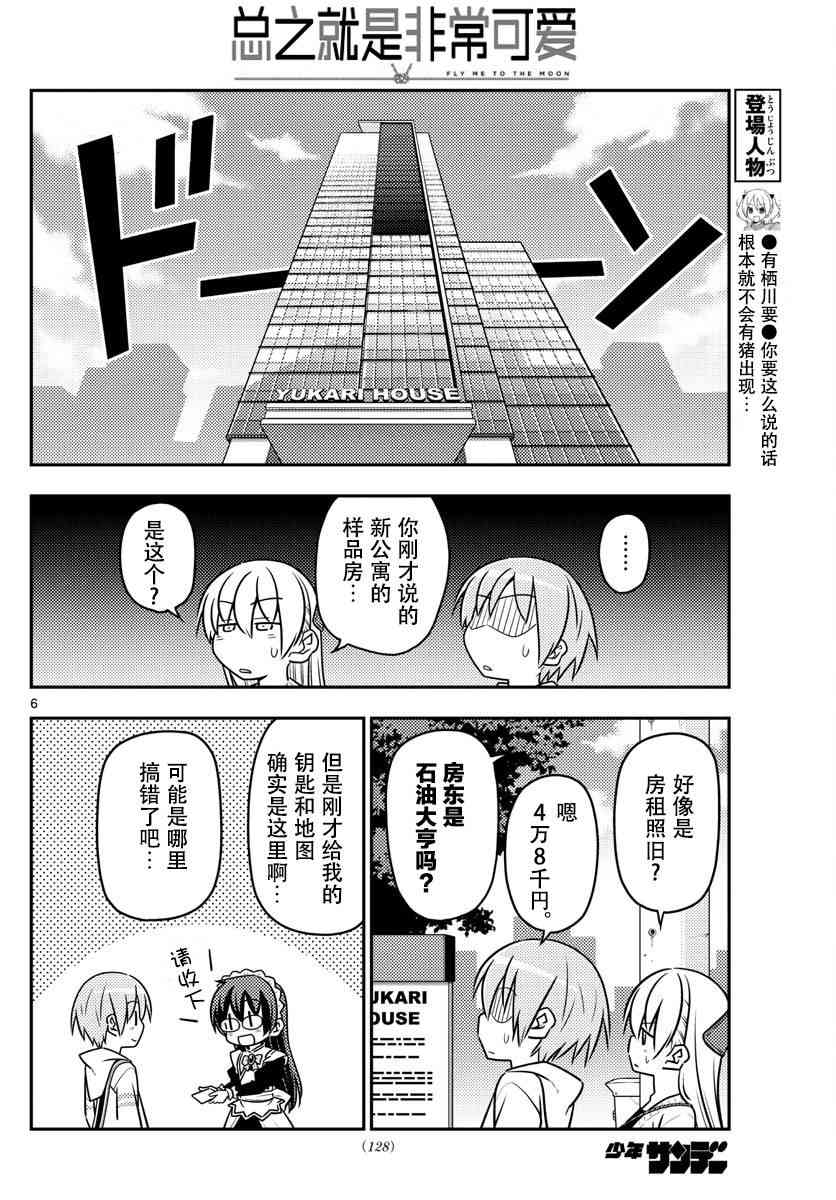 总之就是非常可爱
FLY ME TO THE MOON
登場人物
とうじょうじんぶつ
●有栖川要●你要这么说的话
根本就不会有猪出现…
ドーン
YUKARI HOUSE
……
你刚才说的
新公寓的
样品房…
是这个?
6
好像是
房租照旧?
嗯
4万8千円。
房东是
石油大亨吗?
YUKARI
HOUSE
但是刚才给我的
钥匙和地图
确实是这里啊…
可能是哪里
搞错了吧…
请收下
(128)
少年サンデー